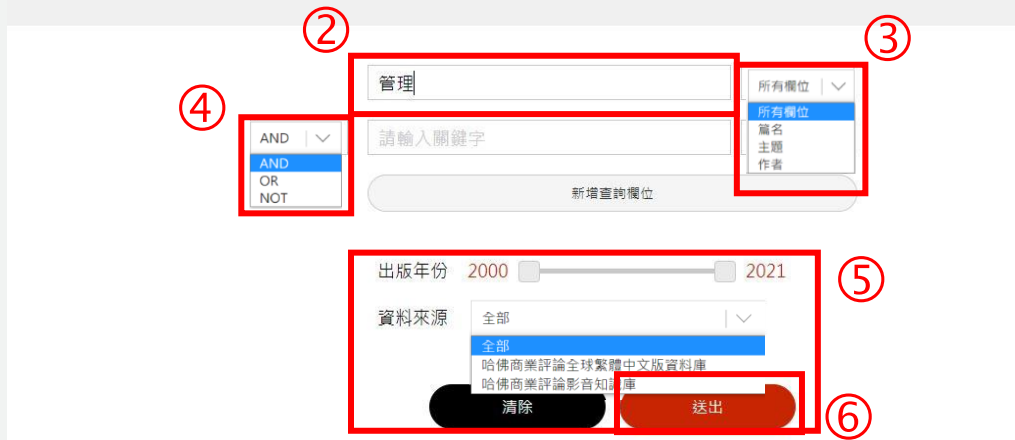 ②
③
管理
所有欄位
所有欄位
篇名
主題
作者
④
AND
請輸入關鍵字
AND
OR
NOT
新增查詢欄位
出版年份 2000 2021
⑤
資料來源 全部
全部
哈佛商業評論全球繁體中文版資料庫
哈佛商業評論影音知識庫
清除 送出
⑥